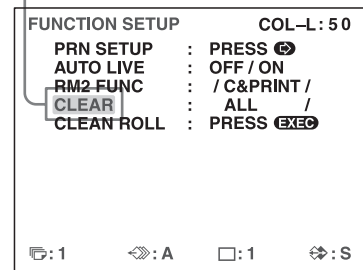 FUNCTION SETUP COL–L:50
PRN SETUP : PRESS
AUTO LIVE : OFF / ON
RM2 FUNC : / C&PRINT /
CLEAR : ALL /
CLEAN ROLL : PRESS EXEC
:1 :A :1 :S